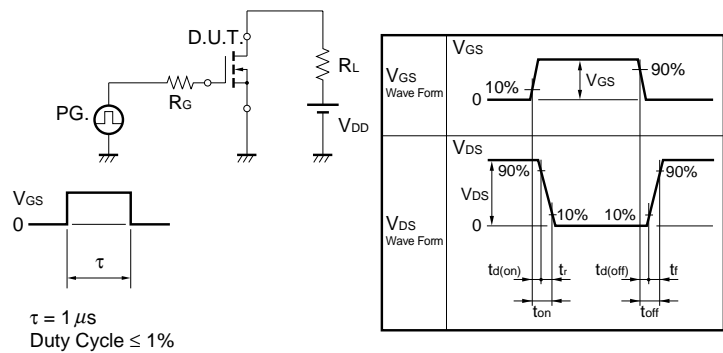 D.U.T.
RL
RG
PG.
VDD
VGS
0
τ
τ = 1 μs
Duty Cycle ≤ 1%
VGS
Wave Form
VGS
10%
VGS
90%
0
VDS
Wave Form
VDS
90%
90%
VDS
10%
10%
0
td(on)
tr
td(off)
tf
ton
toff